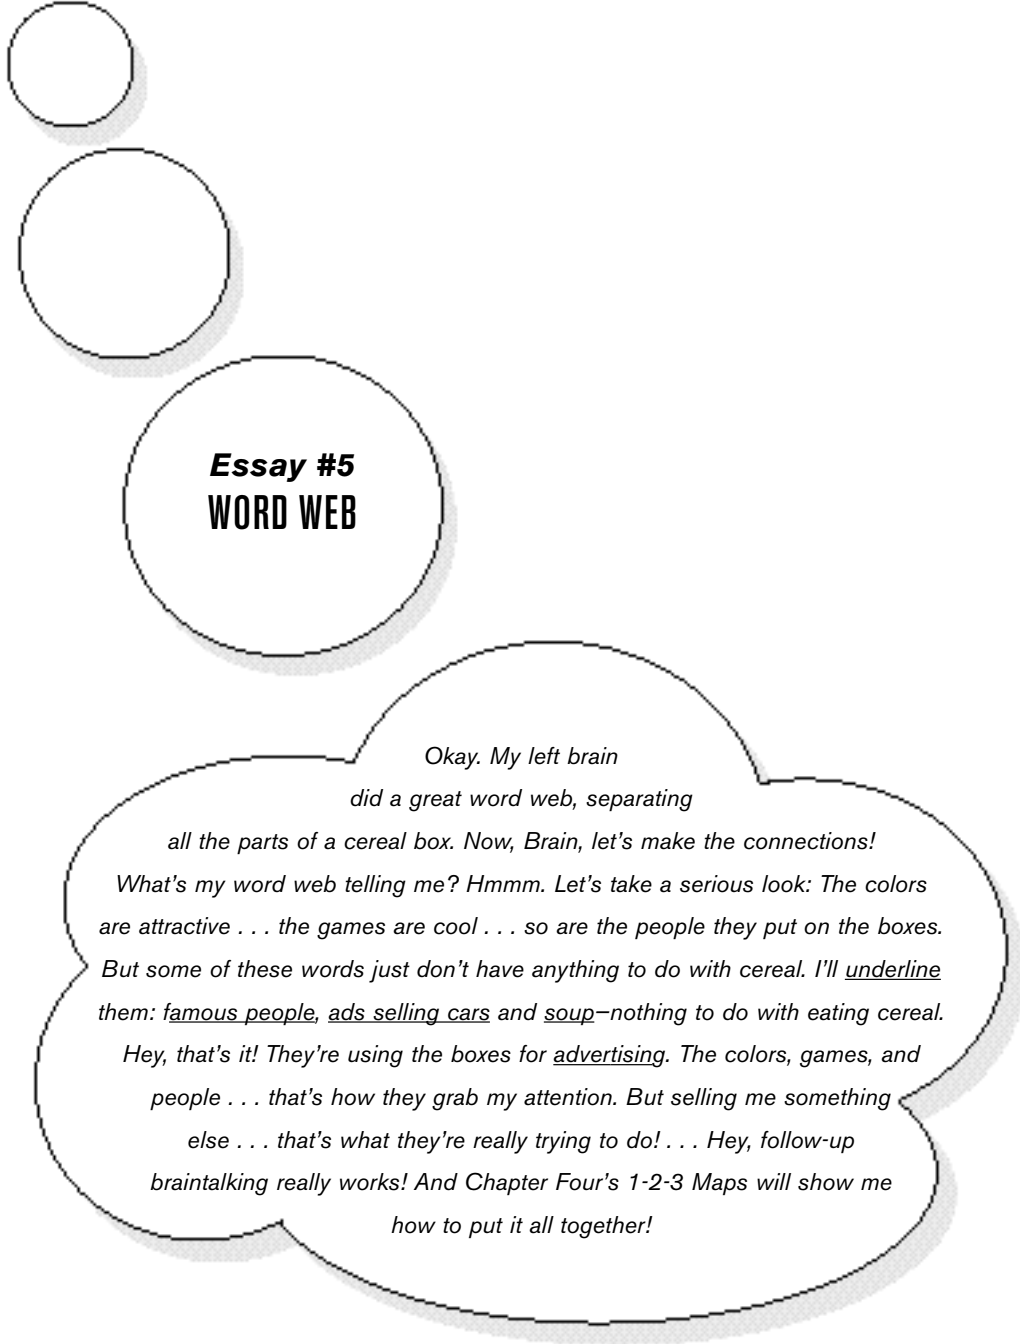 Essay #5
WORD WEB
Okay. My left brain
did a great word web, separating
all the parts of a cereal box. Now, Brain, let's make the connections!
What's my word web telling me? Hmmm. Let's take a serious look: The colors
are attractive . . . the games are cool . . . so are the people they put on the boxes.
But some of these words just don't have anything to do with cereal. I'll underline
them: famous people, ads selling cars and soup—nothing to do with eating cereal.
Hey, that's it! They're using the boxes for advertising. The colors, games, and
people . . . that's how they grab my attention. But selling me something
else . . . that's what they're really trying to do! . . . Hey, follow-up
braintalking really works! And Chapter Four's 1-2-3 Maps will show me
how to put it all together!